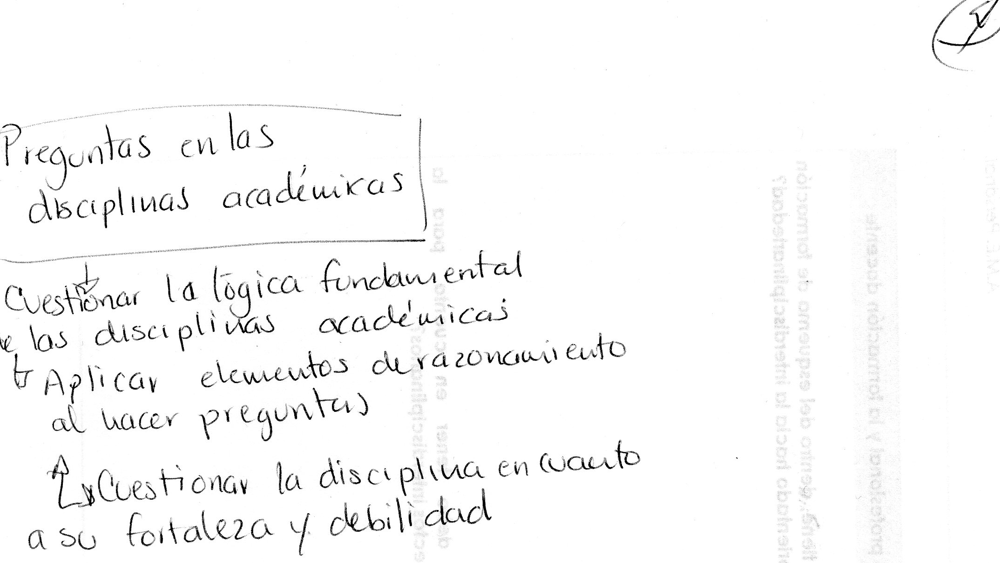 Preguntas en las
disciplinas académicas
Cuestionar la lógica fundamental
de las disciplinas académicas
Aplicar elementos de razonamiento
al hacer preguntas
Cuestionar la disciplina en cuanto
a su fortaleza y debilidad